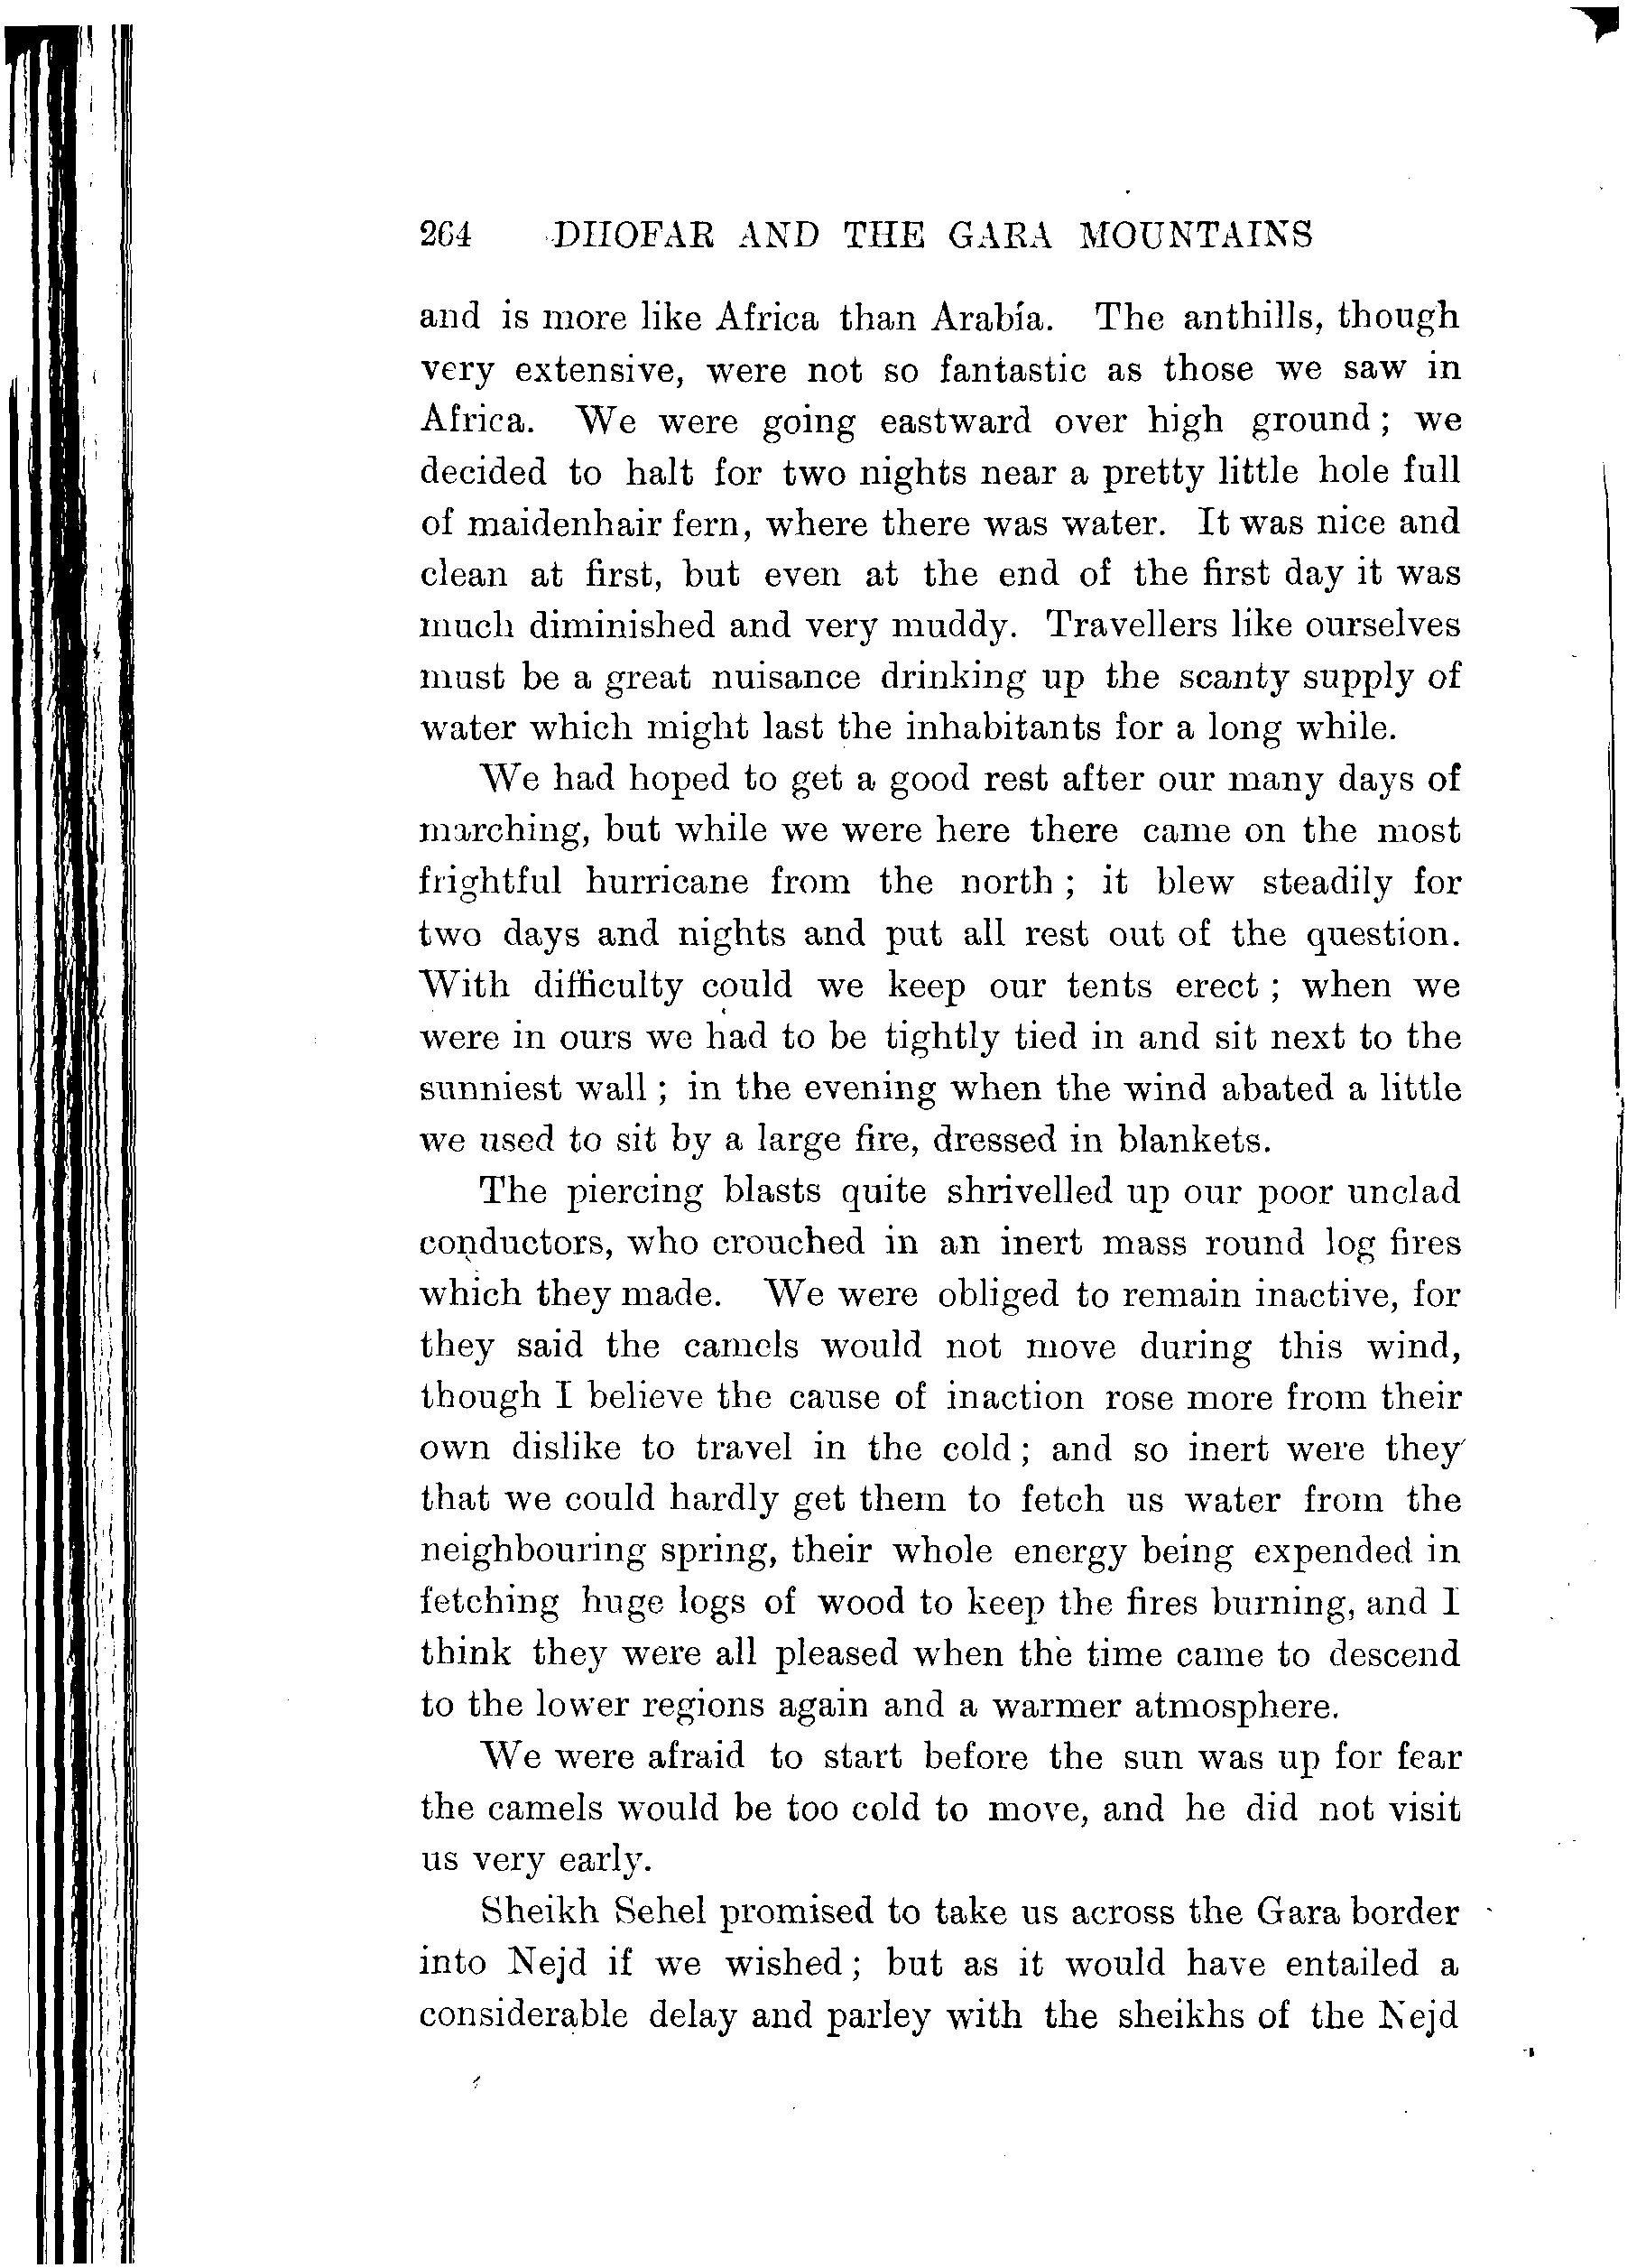 264 DHOFAR AND THE GARA MOUNTAINS
and is more like Africa than Arabia. The anthills, though
very extensive, were not so fantastic as those we saw in
Africa. We were going eastward over high ground; we
decided to halt for two nights near a pretty little hole full
of maidenhair fern, where there was water. It was nice and
clean at first, but even at the end of the first day it was
much diminished and very muddy. Travellers like ourselves
must be a great nuisance drinking up the scanty supply of
water which might last the inhabitants for a long while.
We had hoped to get a good rest after our many days of
marching, but while we were here there came on the most
frightful hurricane from the north; it blew steadily for
two days and nights and put all rest out of the question.
With difficulty could we keep our tents erect; when we
were in ours we had to be tightly tied in and sit next to the
sunniest wall; in the evening when the wind abated a little
we used to sit by a large fire, dressed in blankets.
The piercing blasts quite shrivelled up our poor unclad
conductors, who crouched in an inert mass round log fires
which they made. We were obliged to remain inactive, for
they said the camels would not move during this wind,
though I believe the cause of inaction rose more from their
own dislike to travel in the cold; and so inert were they
that we could hardly get them to fetch us water from the
neighbouring spring, their whole energy being expended in
fetching huge logs of wood to keep the fires burning, and I
think they were all pleased when the time came to descend
to the lower regions again and a warmer atmosphere.
We were afraid to start before the sun was up for fear
the camels would be too cold to move, and he did not visit
us very early.
Sheikh Sehel promised to take us across the Gara border
into Nejd if we wished; but as it would have entailed a
considerable delay and parley with the sheikhs of the Nejd